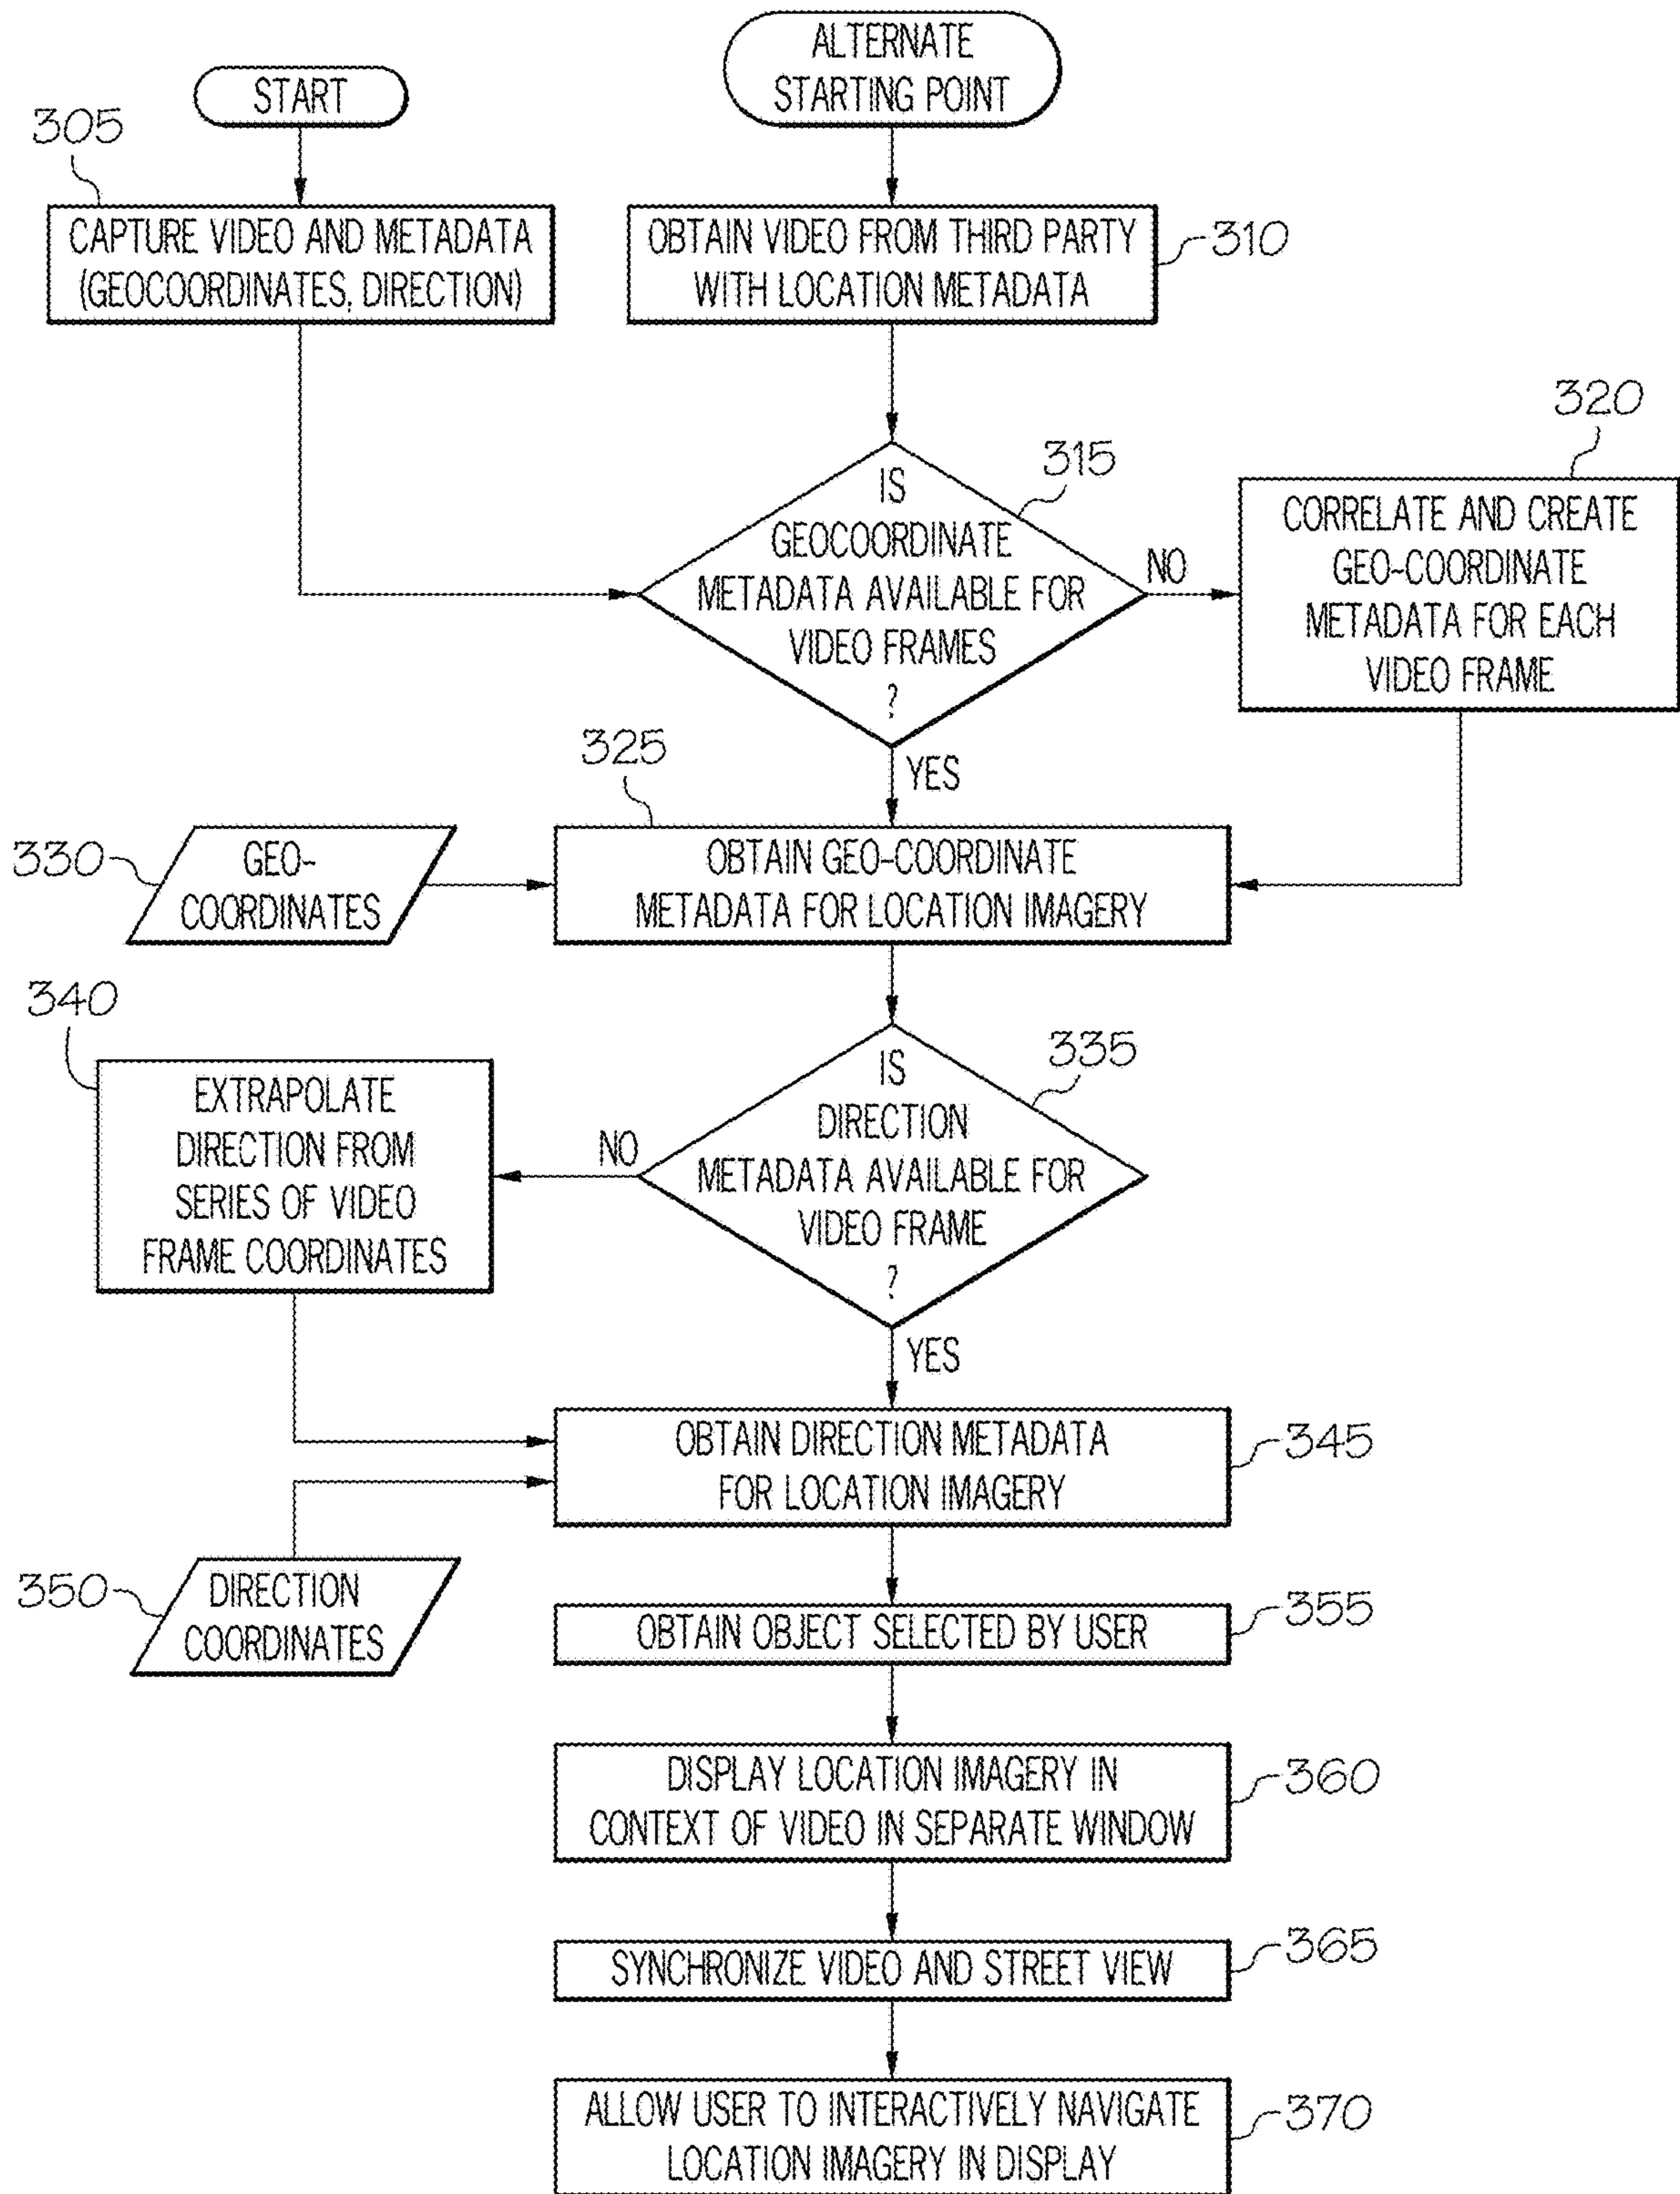 START
ALTERNATE
STARTING POINT
305
CAPTURE VIDEO AND METADATA
(GEOCOORDINATES, DIRECTION)
OBTAIN VIDEO FROM THIRD PARTY
WITH LOCATION METADATA
310
IS
GEOCOORDINATE
METADATA AVAILABLE FOR
VIDEO FRAMES
?
315
NO
320
CORRELATE AND CREATE
GEO-COORDINATE
METADATA FOR EACH
VIDEO FRAME
YES
325
330
GEO-
COORDINATES
OBTAIN GEO-COORDINATE
METADATA FOR LOCATION IMAGERY
IS
DIRECTION
METADATA AVAILABLE FOR
VIDEO FRAME
?
335
NO
340
EXTRAPOLATE
DIRECTION FROM
SERIES OF VIDEO
FRAME COORDINATES
YES
OBTAIN DIRECTION METADATA
FOR LOCATION IMAGERY
345
350
DIRECTION
COORDINATES
OBTAIN OBJECT SELECTED BY USER
355
DISPLAY LOCATION IMAGERY IN
CONTEXT OF VIDEO IN SEPARATE WINDOW
360
SYNCHRONIZE VIDEO AND STREET VIEW
365
ALLOW USER TO INTERACTIVELY NAVIGATE
LOCATION IMAGERY IN DISPLAY
370